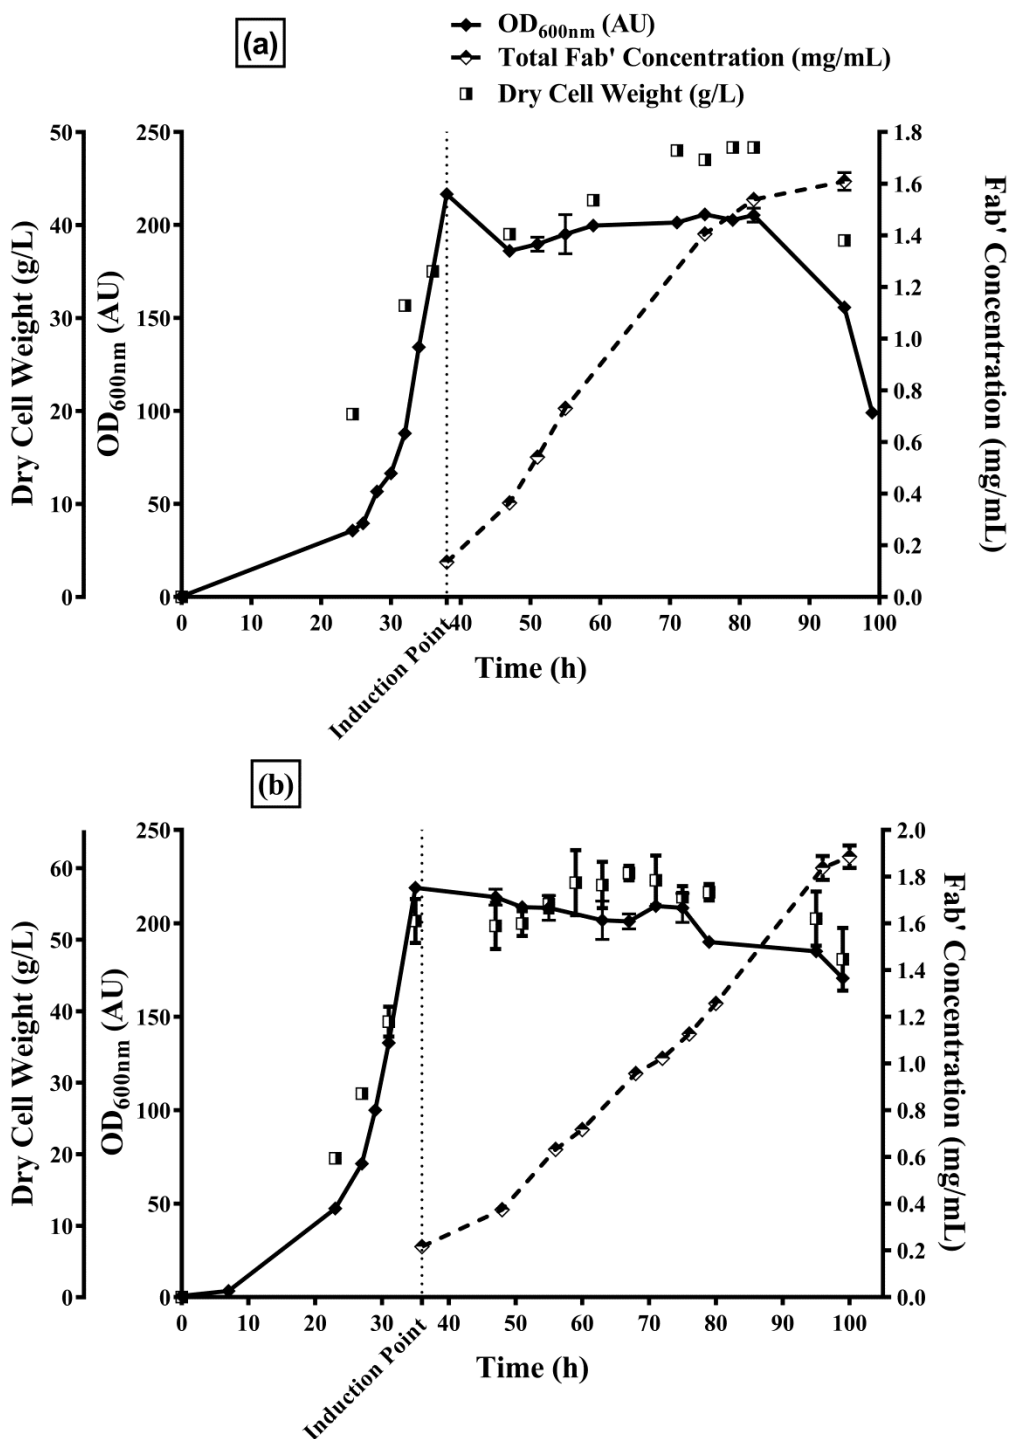 (a)
OD600nm (AU)
Total Fab' Concentration (mg/mL)
Dry Cell Weight (g/L)
Dry Cell Weight (g/L)
50
40
30
20
10
0
OD600nm (AU)
250
200
150
100
50
0
1.8
1.6
1.4
1.2
1.0
0.8
0.6
0.4
0.2
0.0
Fab' Concentration (mg/mL)
0 10 20 30 40 50 60 70 80 90 100
Induction Point
Time (h)
(b)
Dry Cell Weight (g/L)
60
50
40
30
20
10
0
OD600nm (AU)
250
200
150
100
50
0
2.0
1.8
1.6
1.4
1.2
1.0
0.8
0.6
0.4
0.2
0.0
Fab' Concentration (mg/mL)
0 10 20 30 40 50 60 70 80 90 100
Induction Point
Time (h)